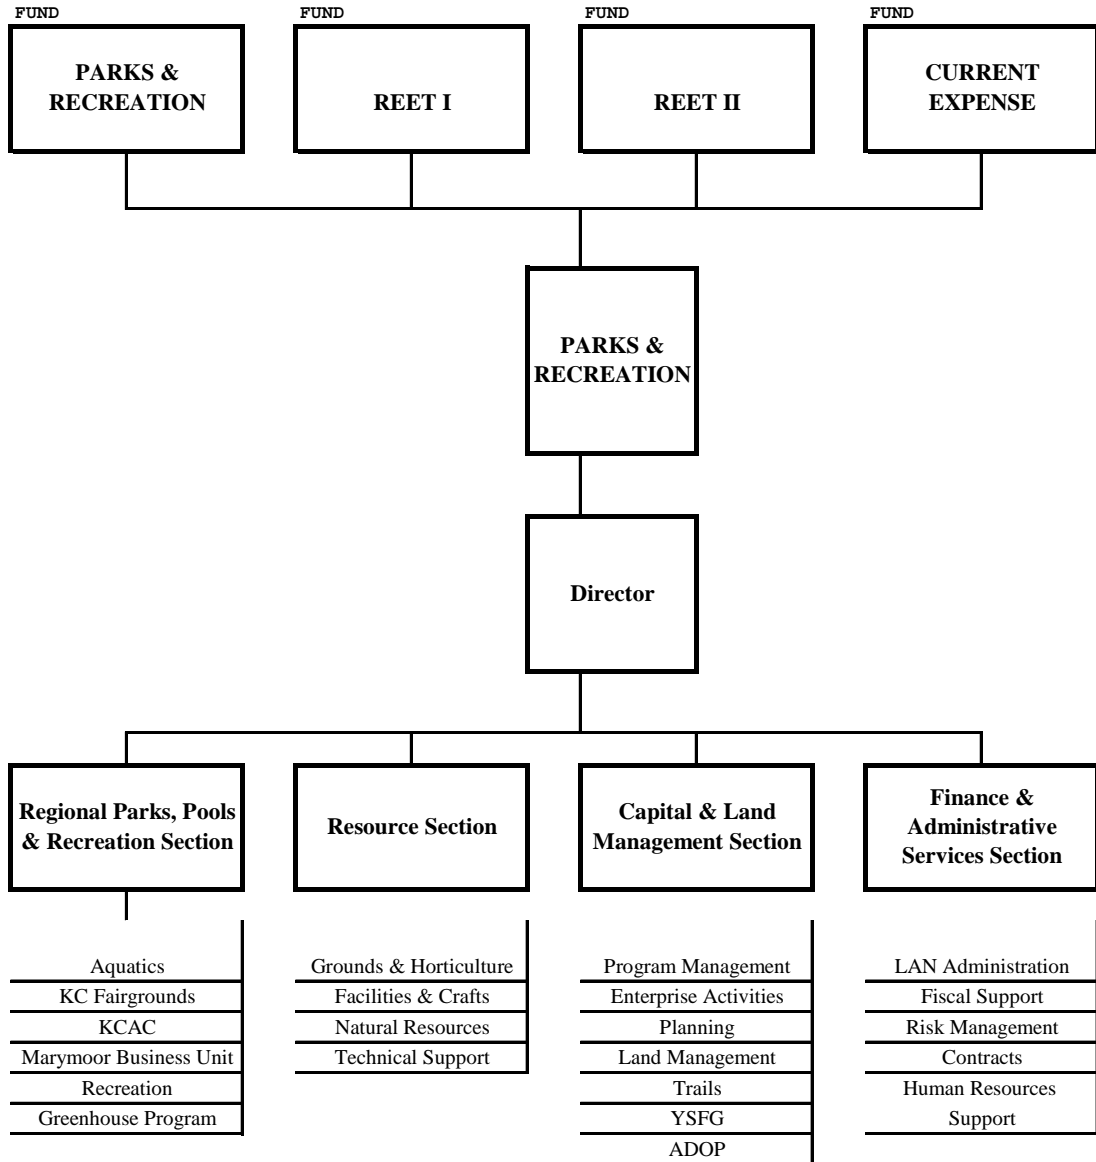 FUND
PARKS &
RECREATION
FUND
REET I
FUND
REET II
FUND
CURRENT
EXPENSE
PARKS &
RECREATION
Director
Regional Parks, Pools
& Recreation Section
Resource Section
Capital & Land
Management Section
Finance &
Administrative
Services Section
Aquatics
KC Fairgrounds
KCAC
Marymoor Business Unit
Recreation
Greenhouse Program
Grounds & Horticulture
Facilities & Crafts
Natural Resources
Technical Support
Program Management
Enterprise Activities
Planning
Land Management
Trails
YSFG
ADOP
LAN Administration
Fiscal Support
Risk Management
Contracts
Human Resources
Support